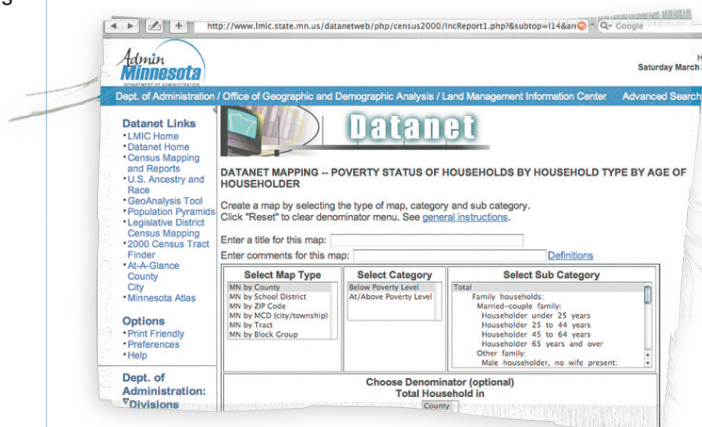 s
http://www.lmic.state.mn.us/datanetweb/php/census2000/IncReport1.php?&subtop=I14&an
Google
Admin
Minnesota
DEPARTMENT OF ADMINISTRATION
H
Saturday March
Dept. of Administration / Office of Geographic and Demographic Analysis / Land Management Information Center Advanced Search
Datanet Links
•LMIC Home
•Datanet Home
•Census Mapping
and Reports
•U.S. Ancestry and
Race
•GeoAnalysis Tool
•Population Pyramids
•Legislative District
Census Mapping
•2000 Census Tract
Finder
•At-A-Glance
County
City
•Minnesota Atlas
Options
•Print Friendly
•Preferences
•Help
Dept. of
Administration:
Divisions
Datanet
DATANET MAPPING -- POVERTY STATUS OF HOUSEHOLDS BY HOUSEHOLD TYPE BY AGE OF
HOUSEHOLDER
Create a map by selecting the type of map, category and sub category.
Click "Reset" to clear denominator menu. See general instructions.
Enter a title for this map:
Enter comments for this map: Definitions
Select Map Type
MN by County
MN by School District
MN by ZIP Code
MN by MCD (city/township)
MN by Tract
MN by Block Group
Select Category
Below Poverty Level
At/Above Poverty Level
Select Sub Category
Total
Family households:
Married-couple family:
Householder under 25 years
Householder 25 to 44 years
Householder 45 to 64 years
Householder 65 years and over
Other family:
Male householder, no wife present:
Choose Denominator (optional)
Total Household in
County